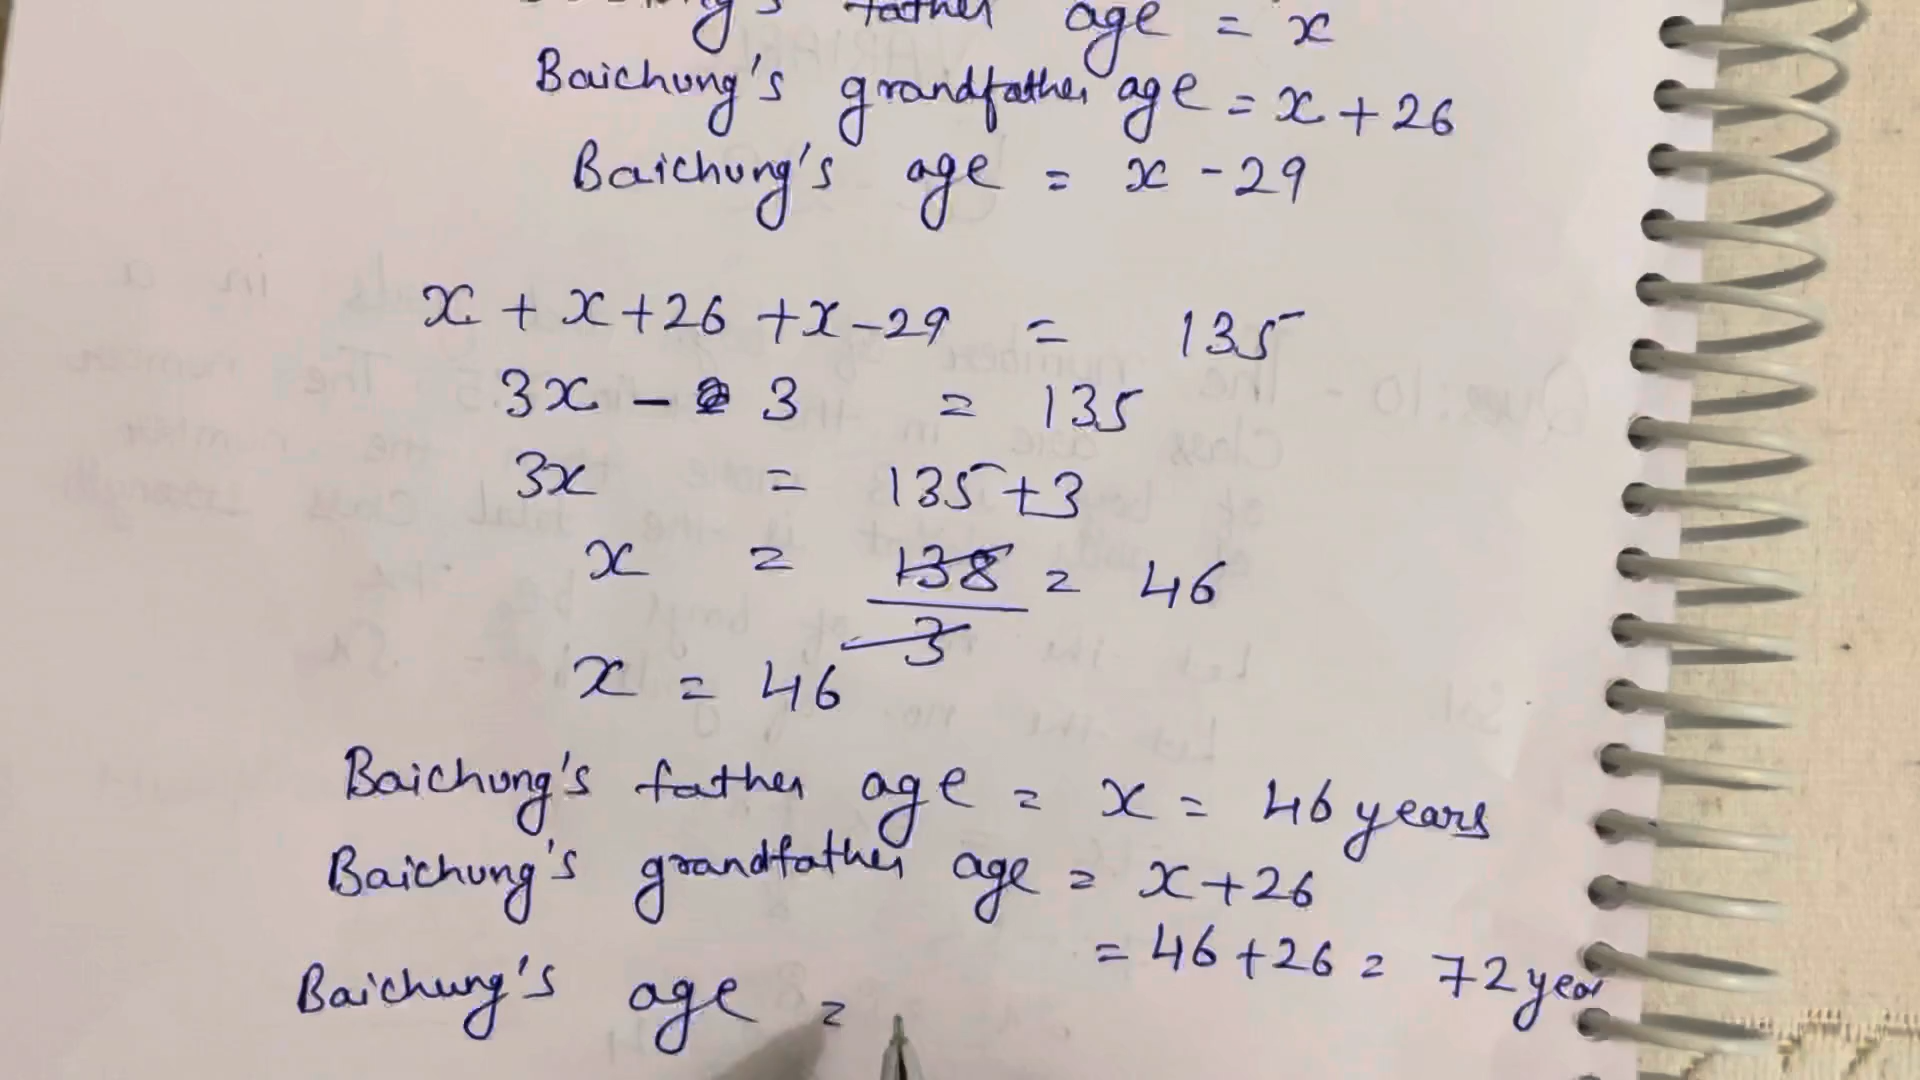 father age = x
Baichung's grandfather age = x + 26
Baichung's age = x - 29
x + x + 26 + x - 29 = 135
3x - 3 = 135
3x = 135 + 3
x = 138/3 = 46
x = 46
Baichung's father age = x = 46 years
Baichung's grandfather age = x + 26
= 46 + 26 = 72 year
Baichung's age =